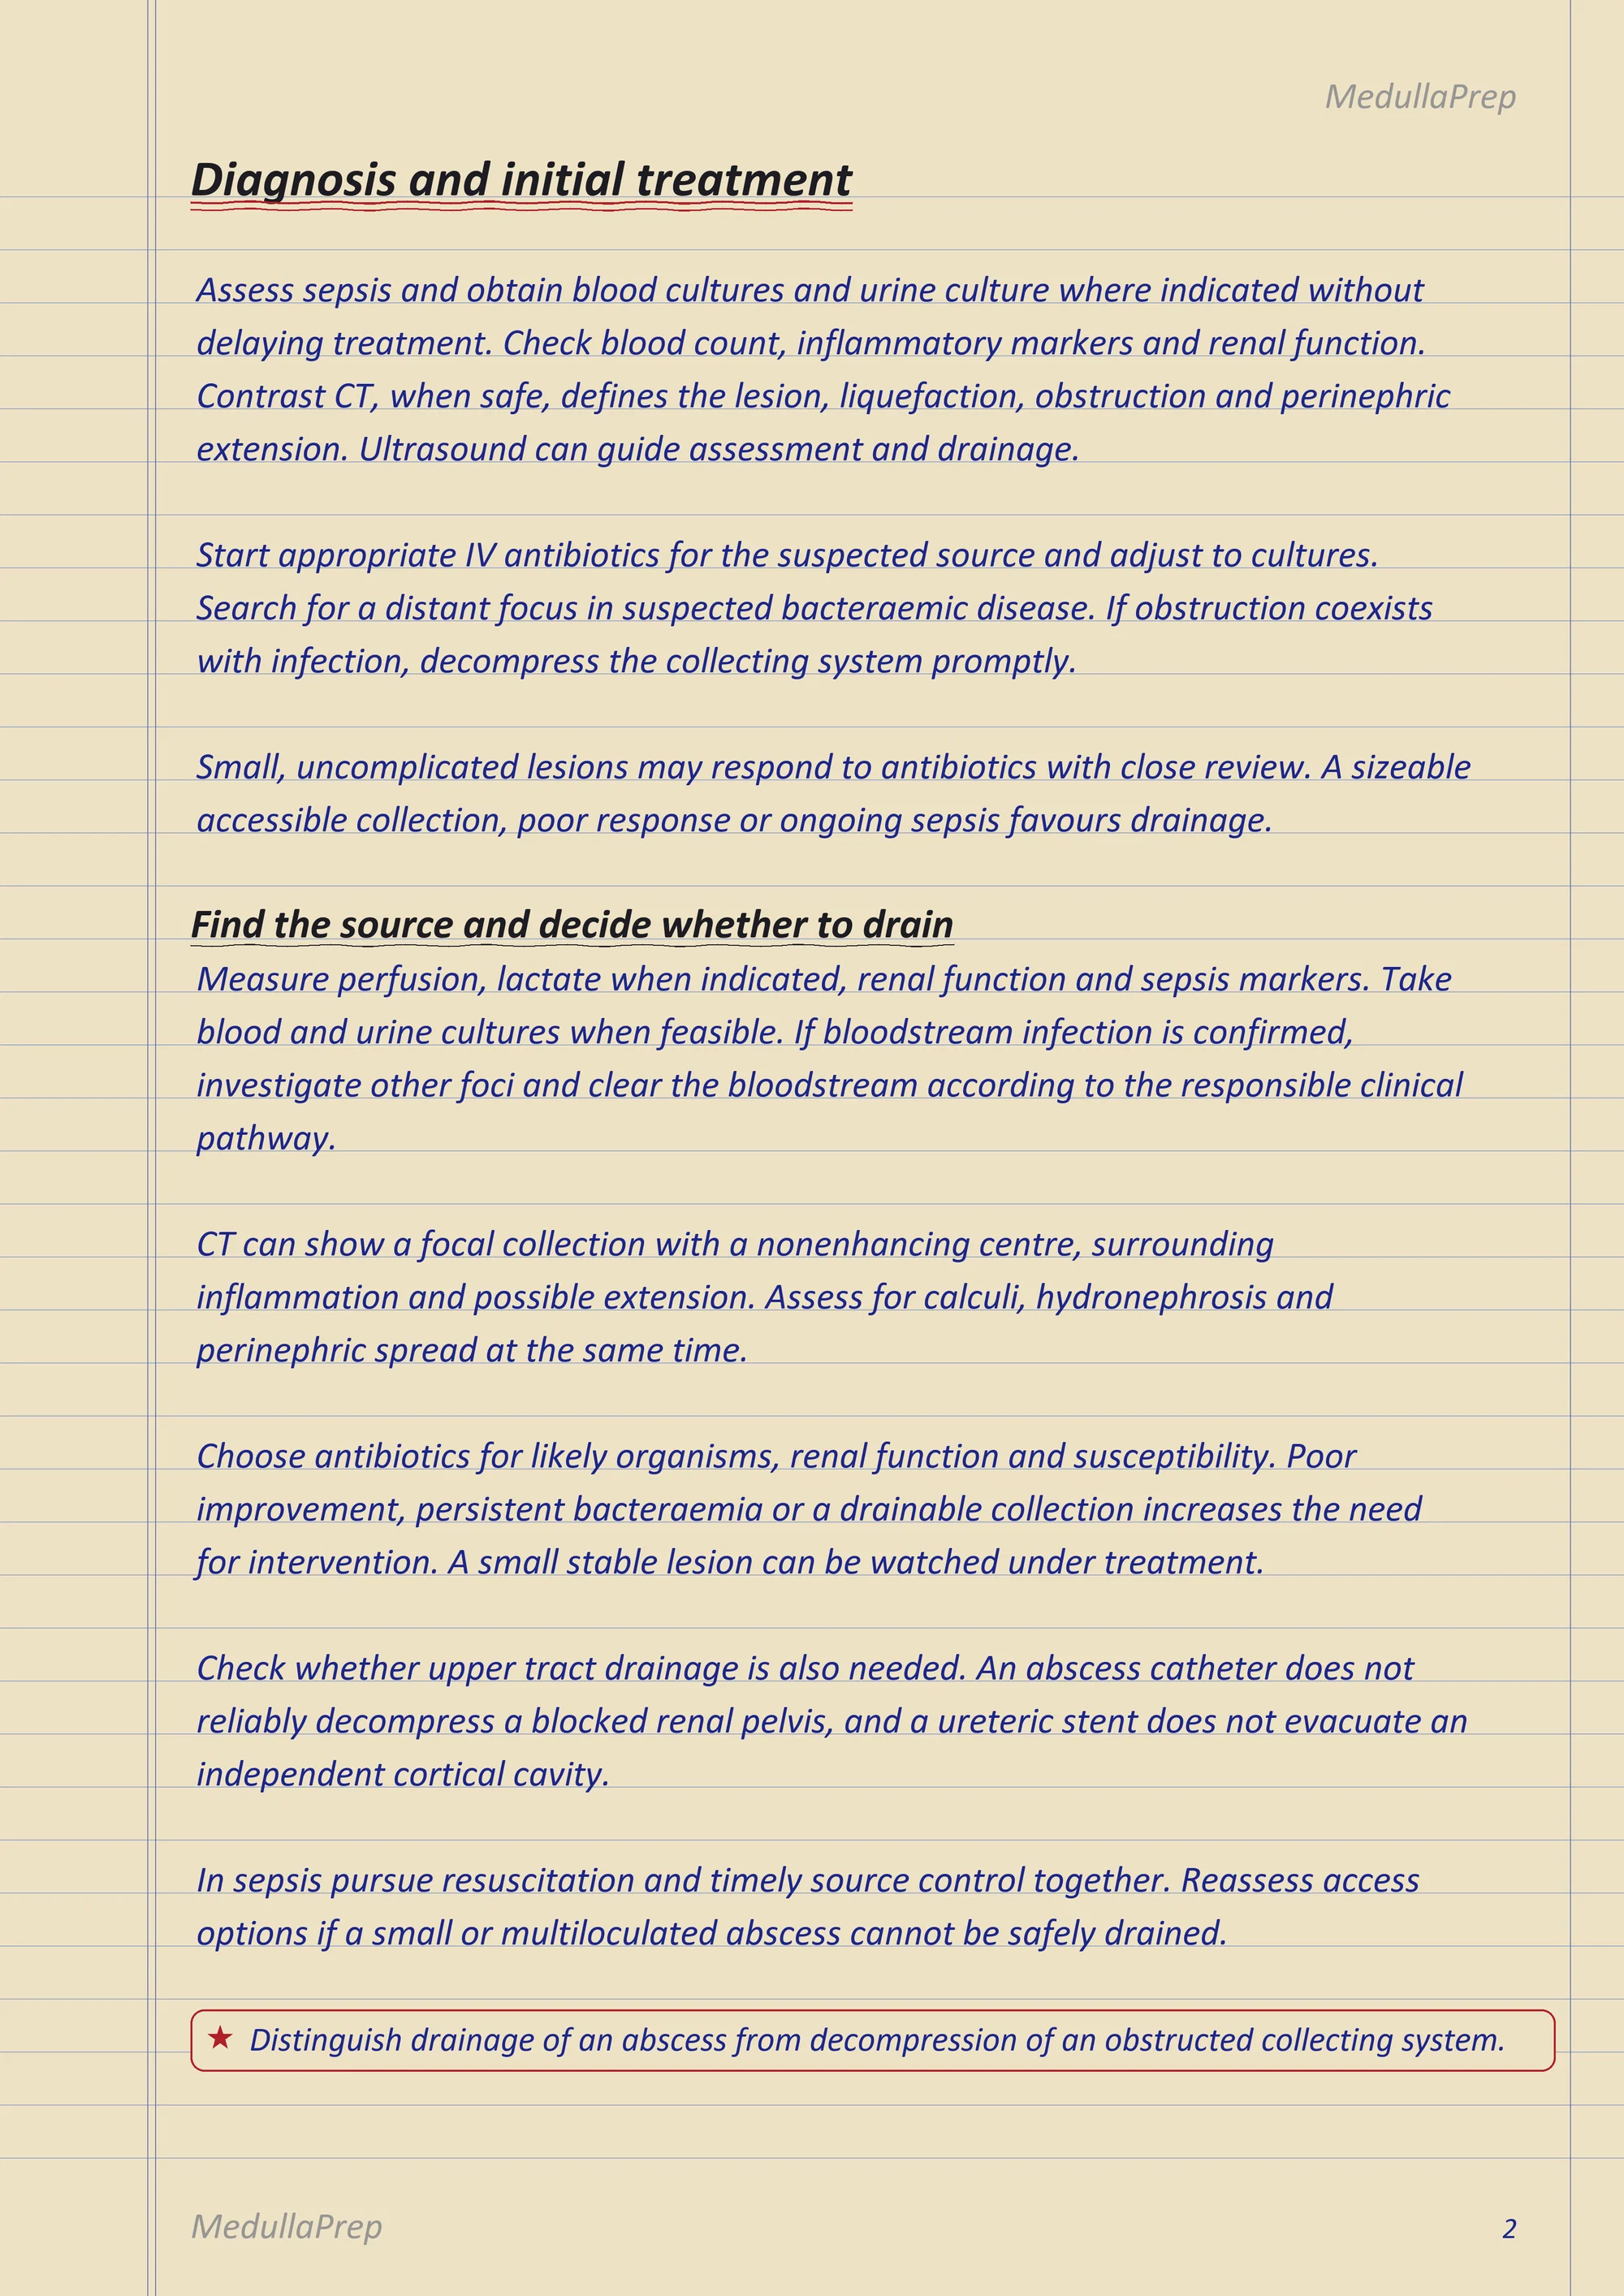 MedullaPrep
Diagnosis and initial treatment
Assess sepsis and obtain blood cultures and urine culture where indicated without
delaying treatment. Check blood count, inflammatory markers and renal function.
Contrast CT, when safe, defines the lesion, liquefaction, obstruction and perinephric
extension. Ultrasound can guide assessment and drainage.
Start appropriate IV antibiotics for the suspected source and adjust to cultures.
Search for a distant focus in suspected bacteraemic disease. If obstruction coexists
with infection, decompress the collecting system promptly.
Small, uncomplicated lesions may respond to antibiotics with close review. A sizeable
accessible collection, poor response or ongoing sepsis favours drainage.
Find the source and decide whether to drain
Measure perfusion, lactate when indicated, renal function and sepsis markers. Take
blood and urine cultures when feasible. If bloodstream infection is confirmed,
investigate other foci and clear the bloodstream according to the responsible clinical
pathway.
CT can show a focal collection with a nonenhancing centre, surrounding
inflammation and possible extension. Assess for calculi, hydronephrosis and
perinephric spread at the same time.
Choose antibiotics for likely organisms, renal function and susceptibility. Poor
improvement, persistent bacteraemia or a drainable collection increases the need
for intervention. A small stable lesion can be watched under treatment.
Check whether upper tract drainage is also needed. An abscess catheter does not
reliably decompress a blocked renal pelvis, and a ureteric stent does not evacuate an
independent cortical cavity.
In sepsis pursue resuscitation and timely source control together. Reassess access
options if a small or multiloculated abscess cannot be safely drained.
★ Distinguish drainage of an abscess from decompression of an obstructed collecting system.
MedullaPrep
2